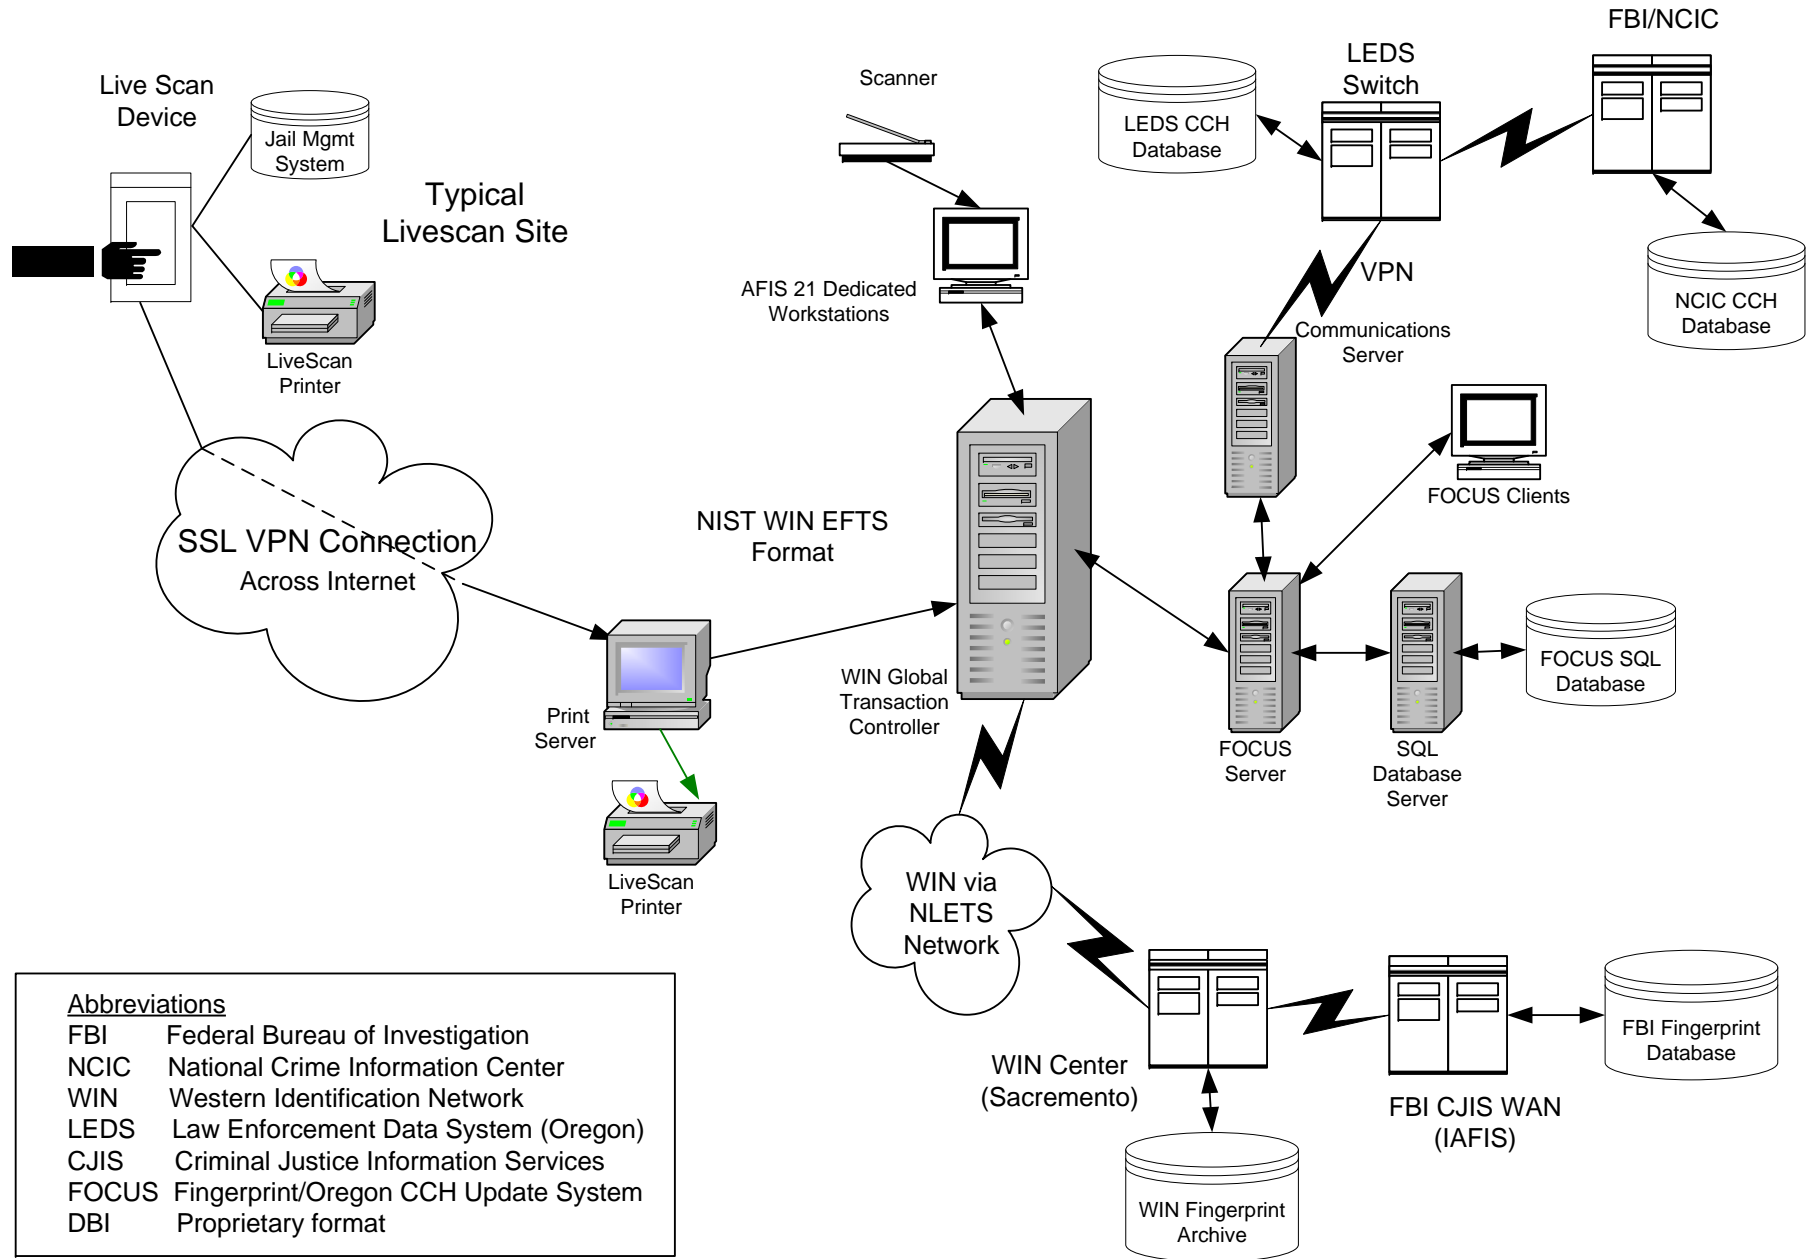 FBI/NCIC
LEDS
Switch
Live Scan
Device
Scanner
Jail Mgmt
System
LEDS CCH
Database
Typical
Livescan Site
VPN
NCIC CCH
Database
AFIS 21 Dedicated
Workstations
Communications
Server
LiveScan
Printer
FOCUS Clients
NIST WIN EFTS
Format
SSL VPN Connection
Across Internet
WIN Global
Transaction
Controller
FOCUS SQL
Database
Print
Server
FOCUS
Server
SQL
Database
Server
LiveScan
Printer
WIN via
NLETS
Network
WIN Center
(Sacremento)
FBI Fingerprint
Database
FBI CJIS WAN
(IAFIS)
WIN Fingerprint
Archive
Abbreviations
FBI Federal Bureau of Investigation
NCIC National Crime Information Center
WIN Western Identification Network
LEDS Law Enforcement Data System (Oregon)
CJIS Criminal Justice Information Services
FOCUS Fingerprint/Oregon CCH Update System
DBI Proprietary format